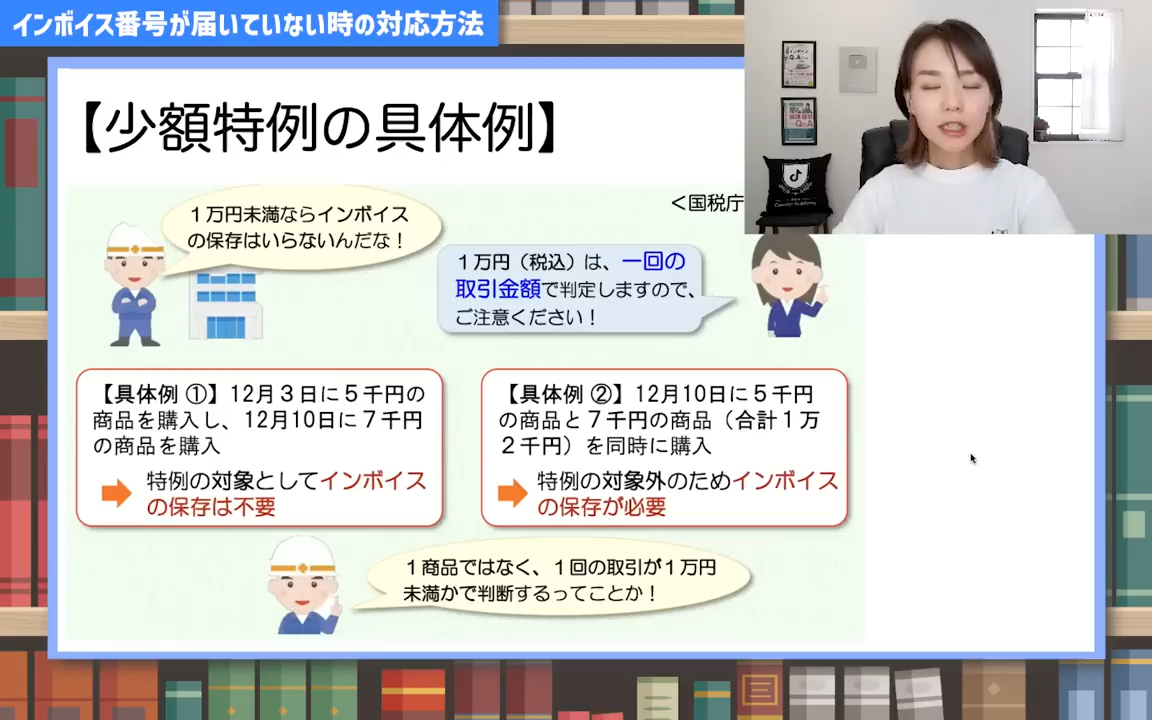 インボイス番号が届いていない時の対応方法
【少額特例の具体例】
＜国税庁
１万円未満ならインボイス
の保存はいらないんだな！
１万円（税込）は、一回の
取引金額で判定しますので、
ご注意ください！
【具体例 ①】12月３日に５千円の
商品を購入し、12月10日に７千円
の商品を購入
特例の対象としてインボイス
の保存は不要
【具体例 ②】12月10日に５千円
の商品と７千円の商品（合計１万
２千円）を同時に購入
特例の対象外のためインボイス
の保存が必要
１商品ではなく、１回の取引が１万円
未満かで判断するってことか！